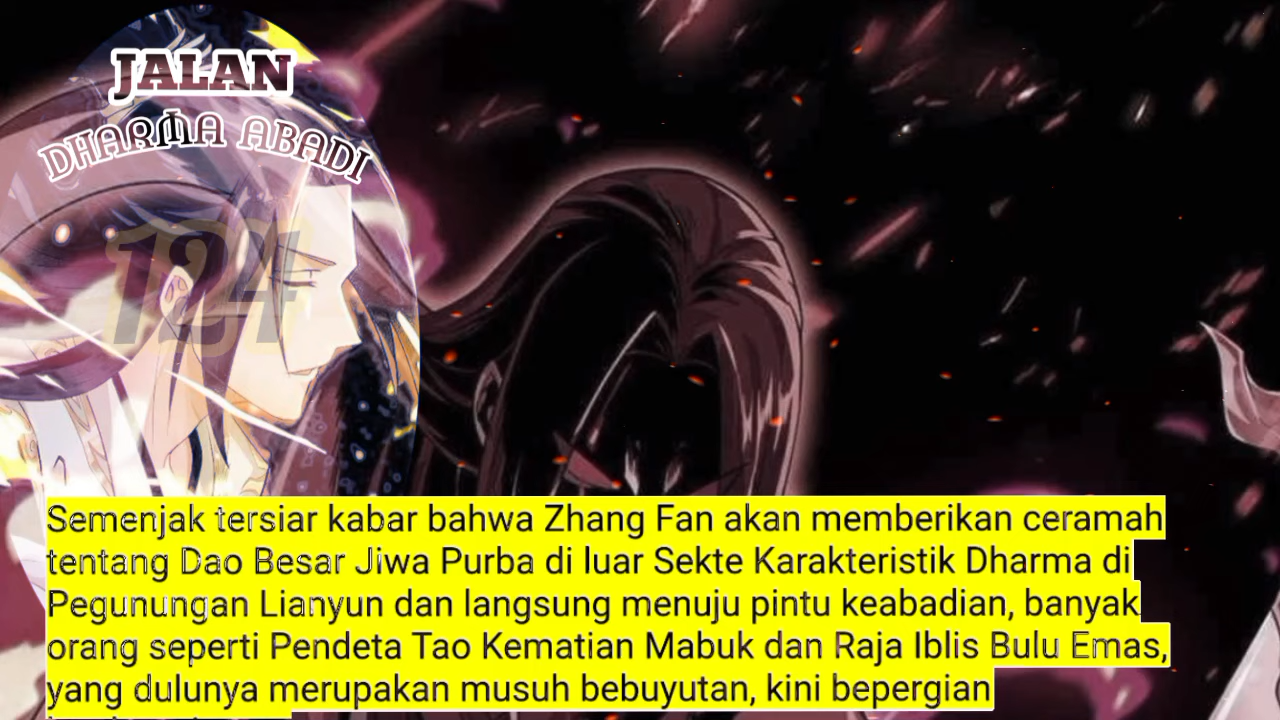 JALAN
DHARMA ABADI
124
Semenjak tersiar kabar bahwa Zhang Fan akan memberikan ceramah
tentang Dao Besar Jiwa Purba di luar Sekte Karakteristik Dharma di
Pegunungan Lianyun dan langsung menuju pintu keabadian, banyak
orang seperti Pendeta Tao Kematian Mabuk dan Raja Iblis Bulu Emas,
yang dulunya merupakan musuh bebuyutan, kini bepergian